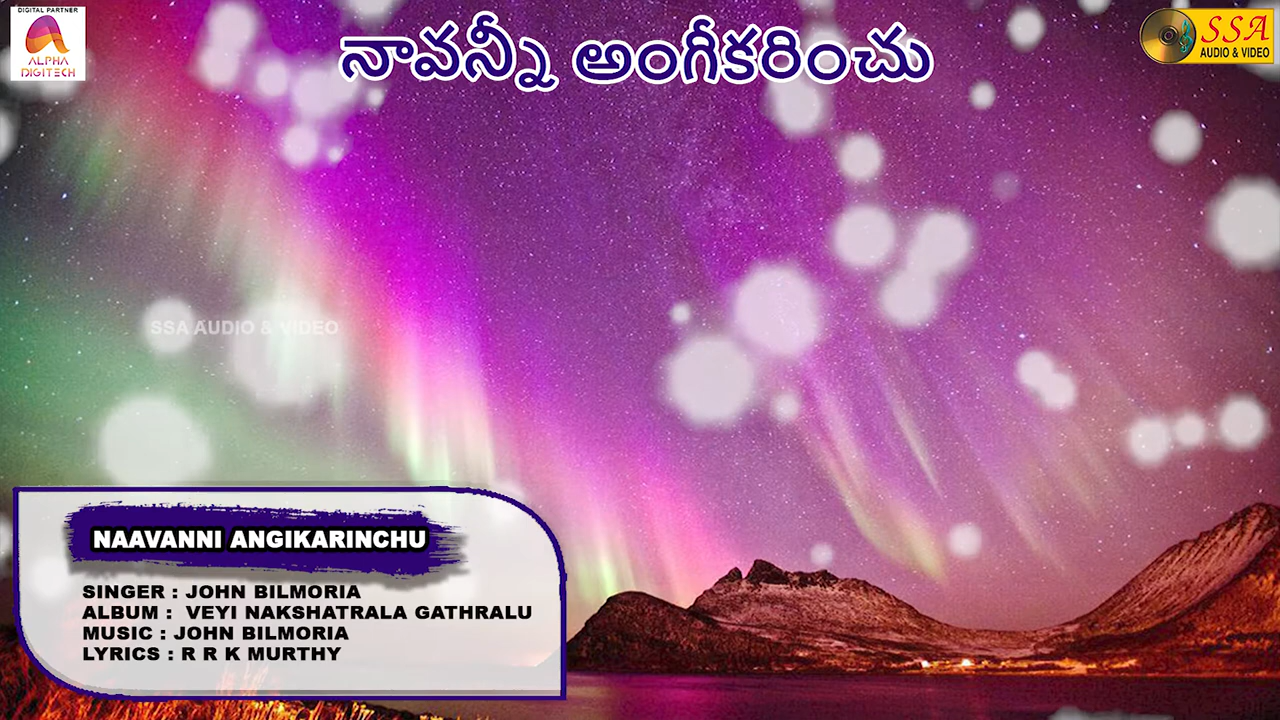 DIGITAL PARTNER
ALPHA
DIGITECH
నావన్నీ అంగీకరించు
SSA
AUDIO & VIDEO
SSA AUDIO & VIDEO
NAAVANNI ANGIKARINCHU
SINGER : JOHN BILMORIA
ALBUM : VEYI NAKSHATRALA GATHRALU
MUSIC : JOHN BILMORIA
LYRICS : R R K MURTHY